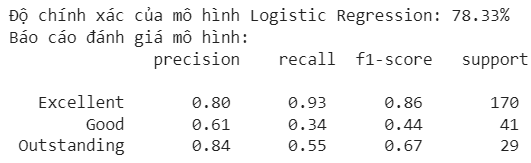 Độ chính xác của mô hình Logistic Regression: 78.33%
Báo cáo đánh giá mô hình:
precision recall f1-score support
Excellent 0.80 0.93 0.86 170
Good 0.61 0.34 0.44 41
Outstanding 0.84 0.55 0.67 29